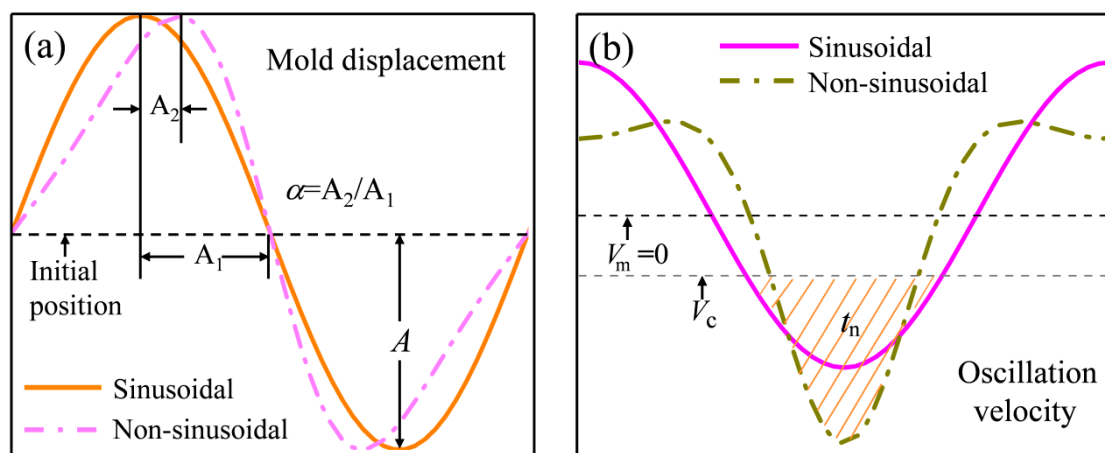 (a)
Mold displacement
A₂
α=A₂/A₁
A₁
Initial
position
A
Sinusoidal
Non-sinusoidal
(b)
Sinusoidal
Non-sinusoidal
Vₘ=0
V_c
tₙ
Oscillation
velocity